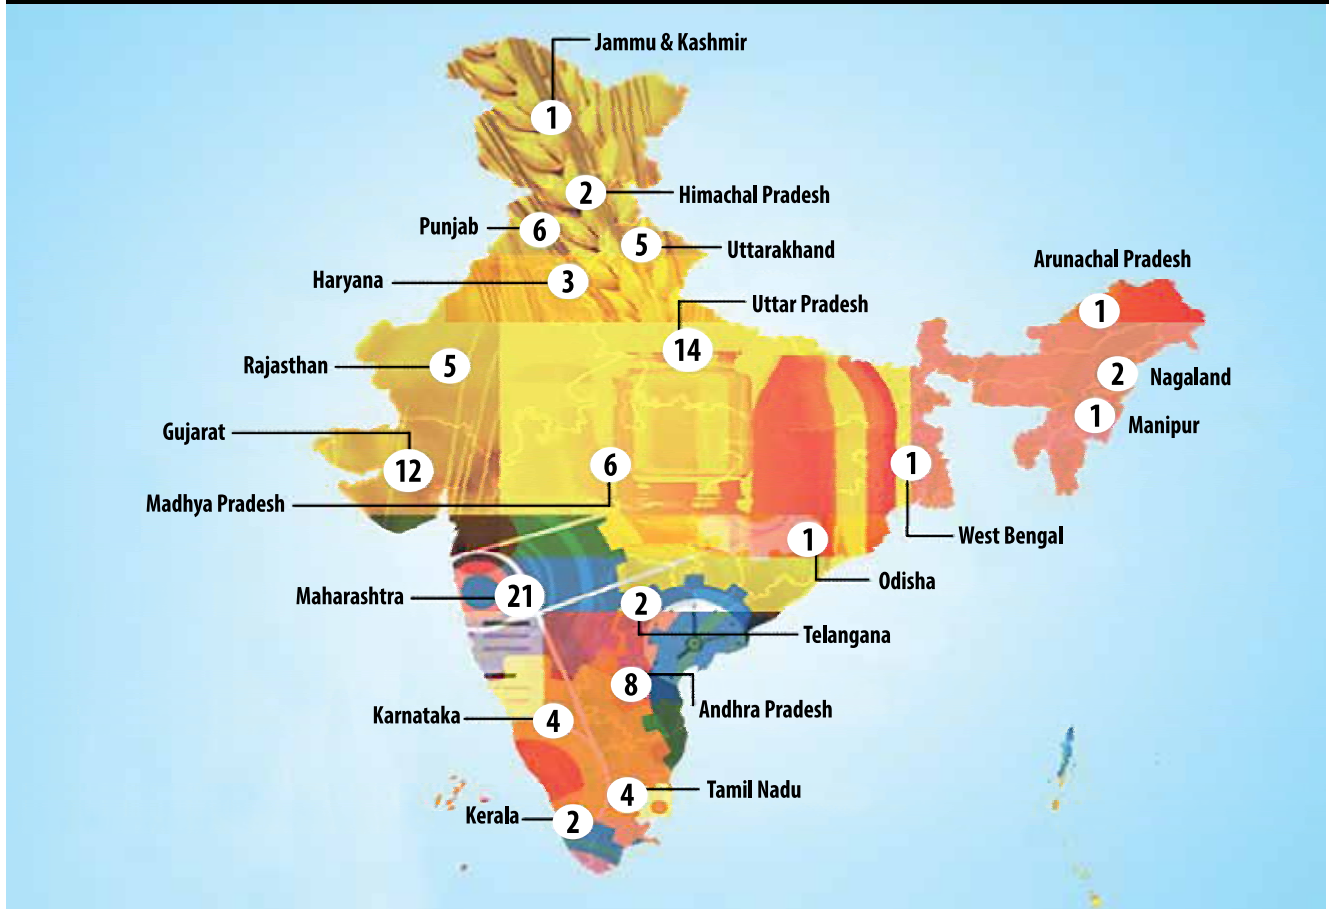 Jammu & Kashmir
1
2
Himachal Pradesh
Punjab
6
5
Uttarakhand
Haryana
3
Arunachal Pradesh
1
Uttar Pradesh
14
Rajasthan
5
2
Nagaland
1
Manipur
Gujarat
12
6
1
Madhya Pradesh
West Bengal
1
Odisha
Maharashtra
21
2
Telangana
8
Andhra Pradesh
Karnataka
4
4
Tamil Nadu
Kerala
2